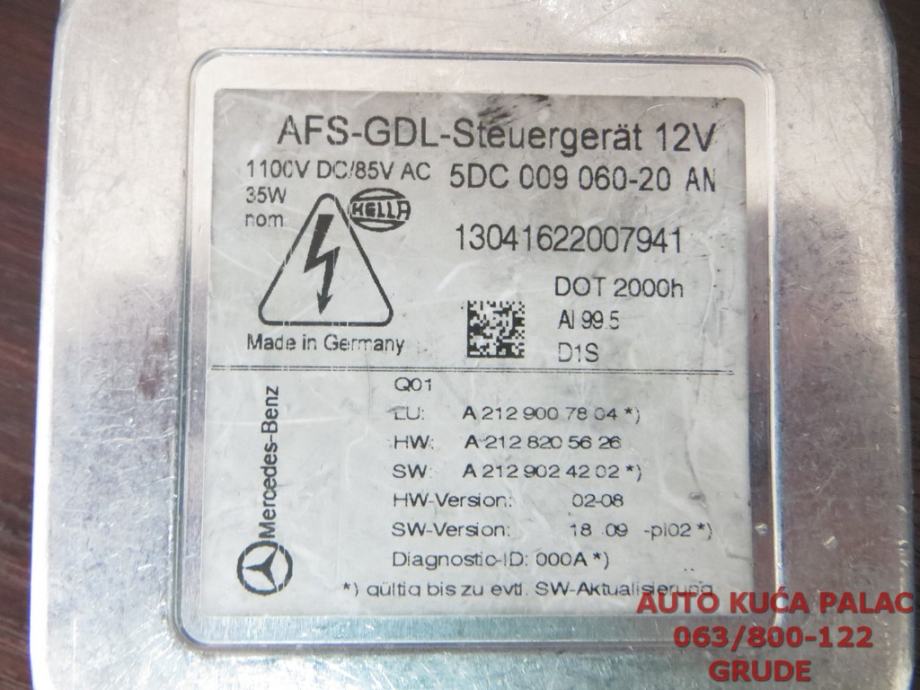 AFS-GDL-Steuergerät 12V
1100V DC/85V AC 5DC 009 060-20 AN
35W
nom
HELLA
13041622007941
DOT 2000h
Al 99.5
D1S
Made in Germany
Mercedes-Benz
Q01
EU: A 212 900 78 04 *)
HW: A 212 820 56 26
SW: A 212 902 42 02 *)
HW-Version: 02-08
SW-Version: 18 .09 -pl02 *)
Diagnostic-ID: 000A *)
*) gültig bis zu evtl. SW-Aktualisierung
AUTO KUĆA PALAC
063/800-122
GRUDE